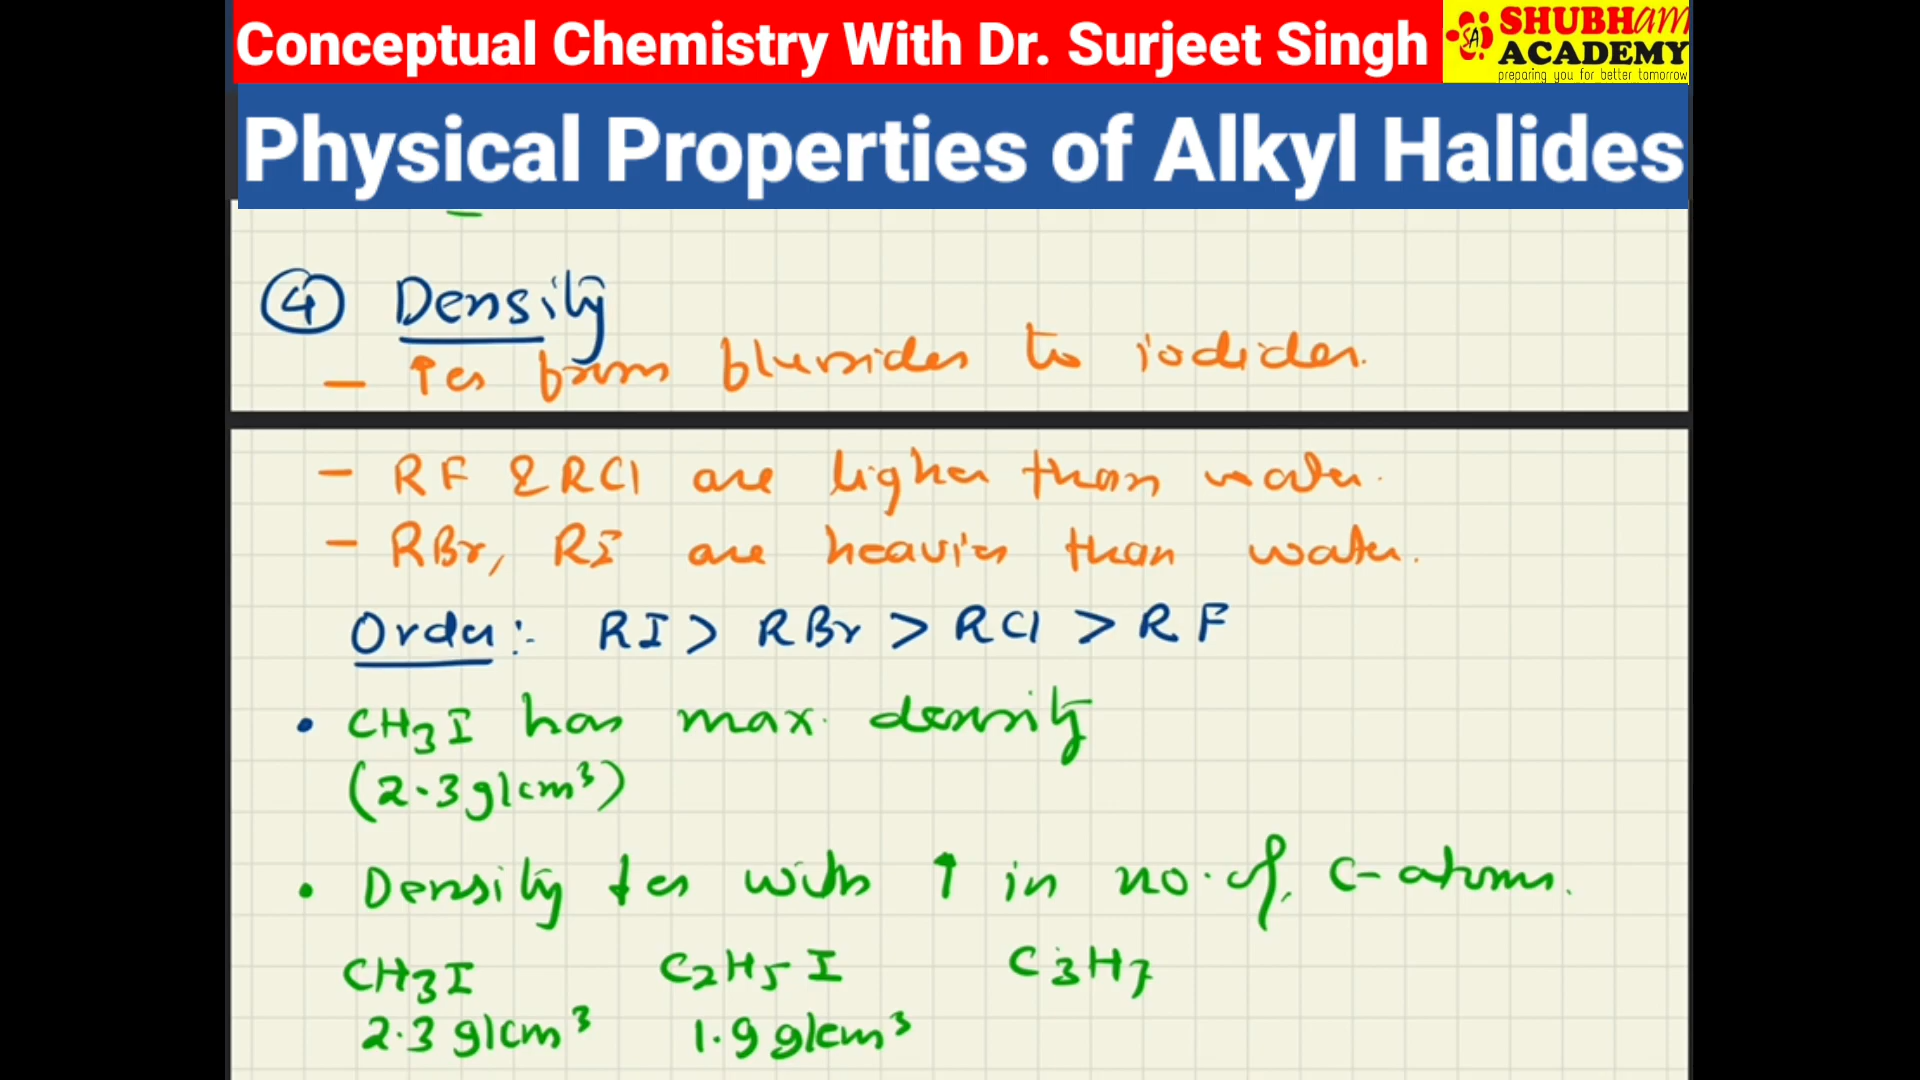 Conceptual Chemistry With Dr. Surjeet Singh
SA
SHUBHam
ACADEMY
preparing you for better tomorrow
Physical Properties of Alkyl Halides
④ Density
– ↑es from fluorides to iodides.
– RF & RCl are ligher than water.
– RBr, RI are heavier than water.
Order:- RI > RBr > RCl > RF
• CH3I has max. density
(2.3 g/cm³)
• Density ↓es with ↑ in no. of C-atoms.
CH3I C2H5I C3H7
2.3 g/cm³ 1.9 g/cm³